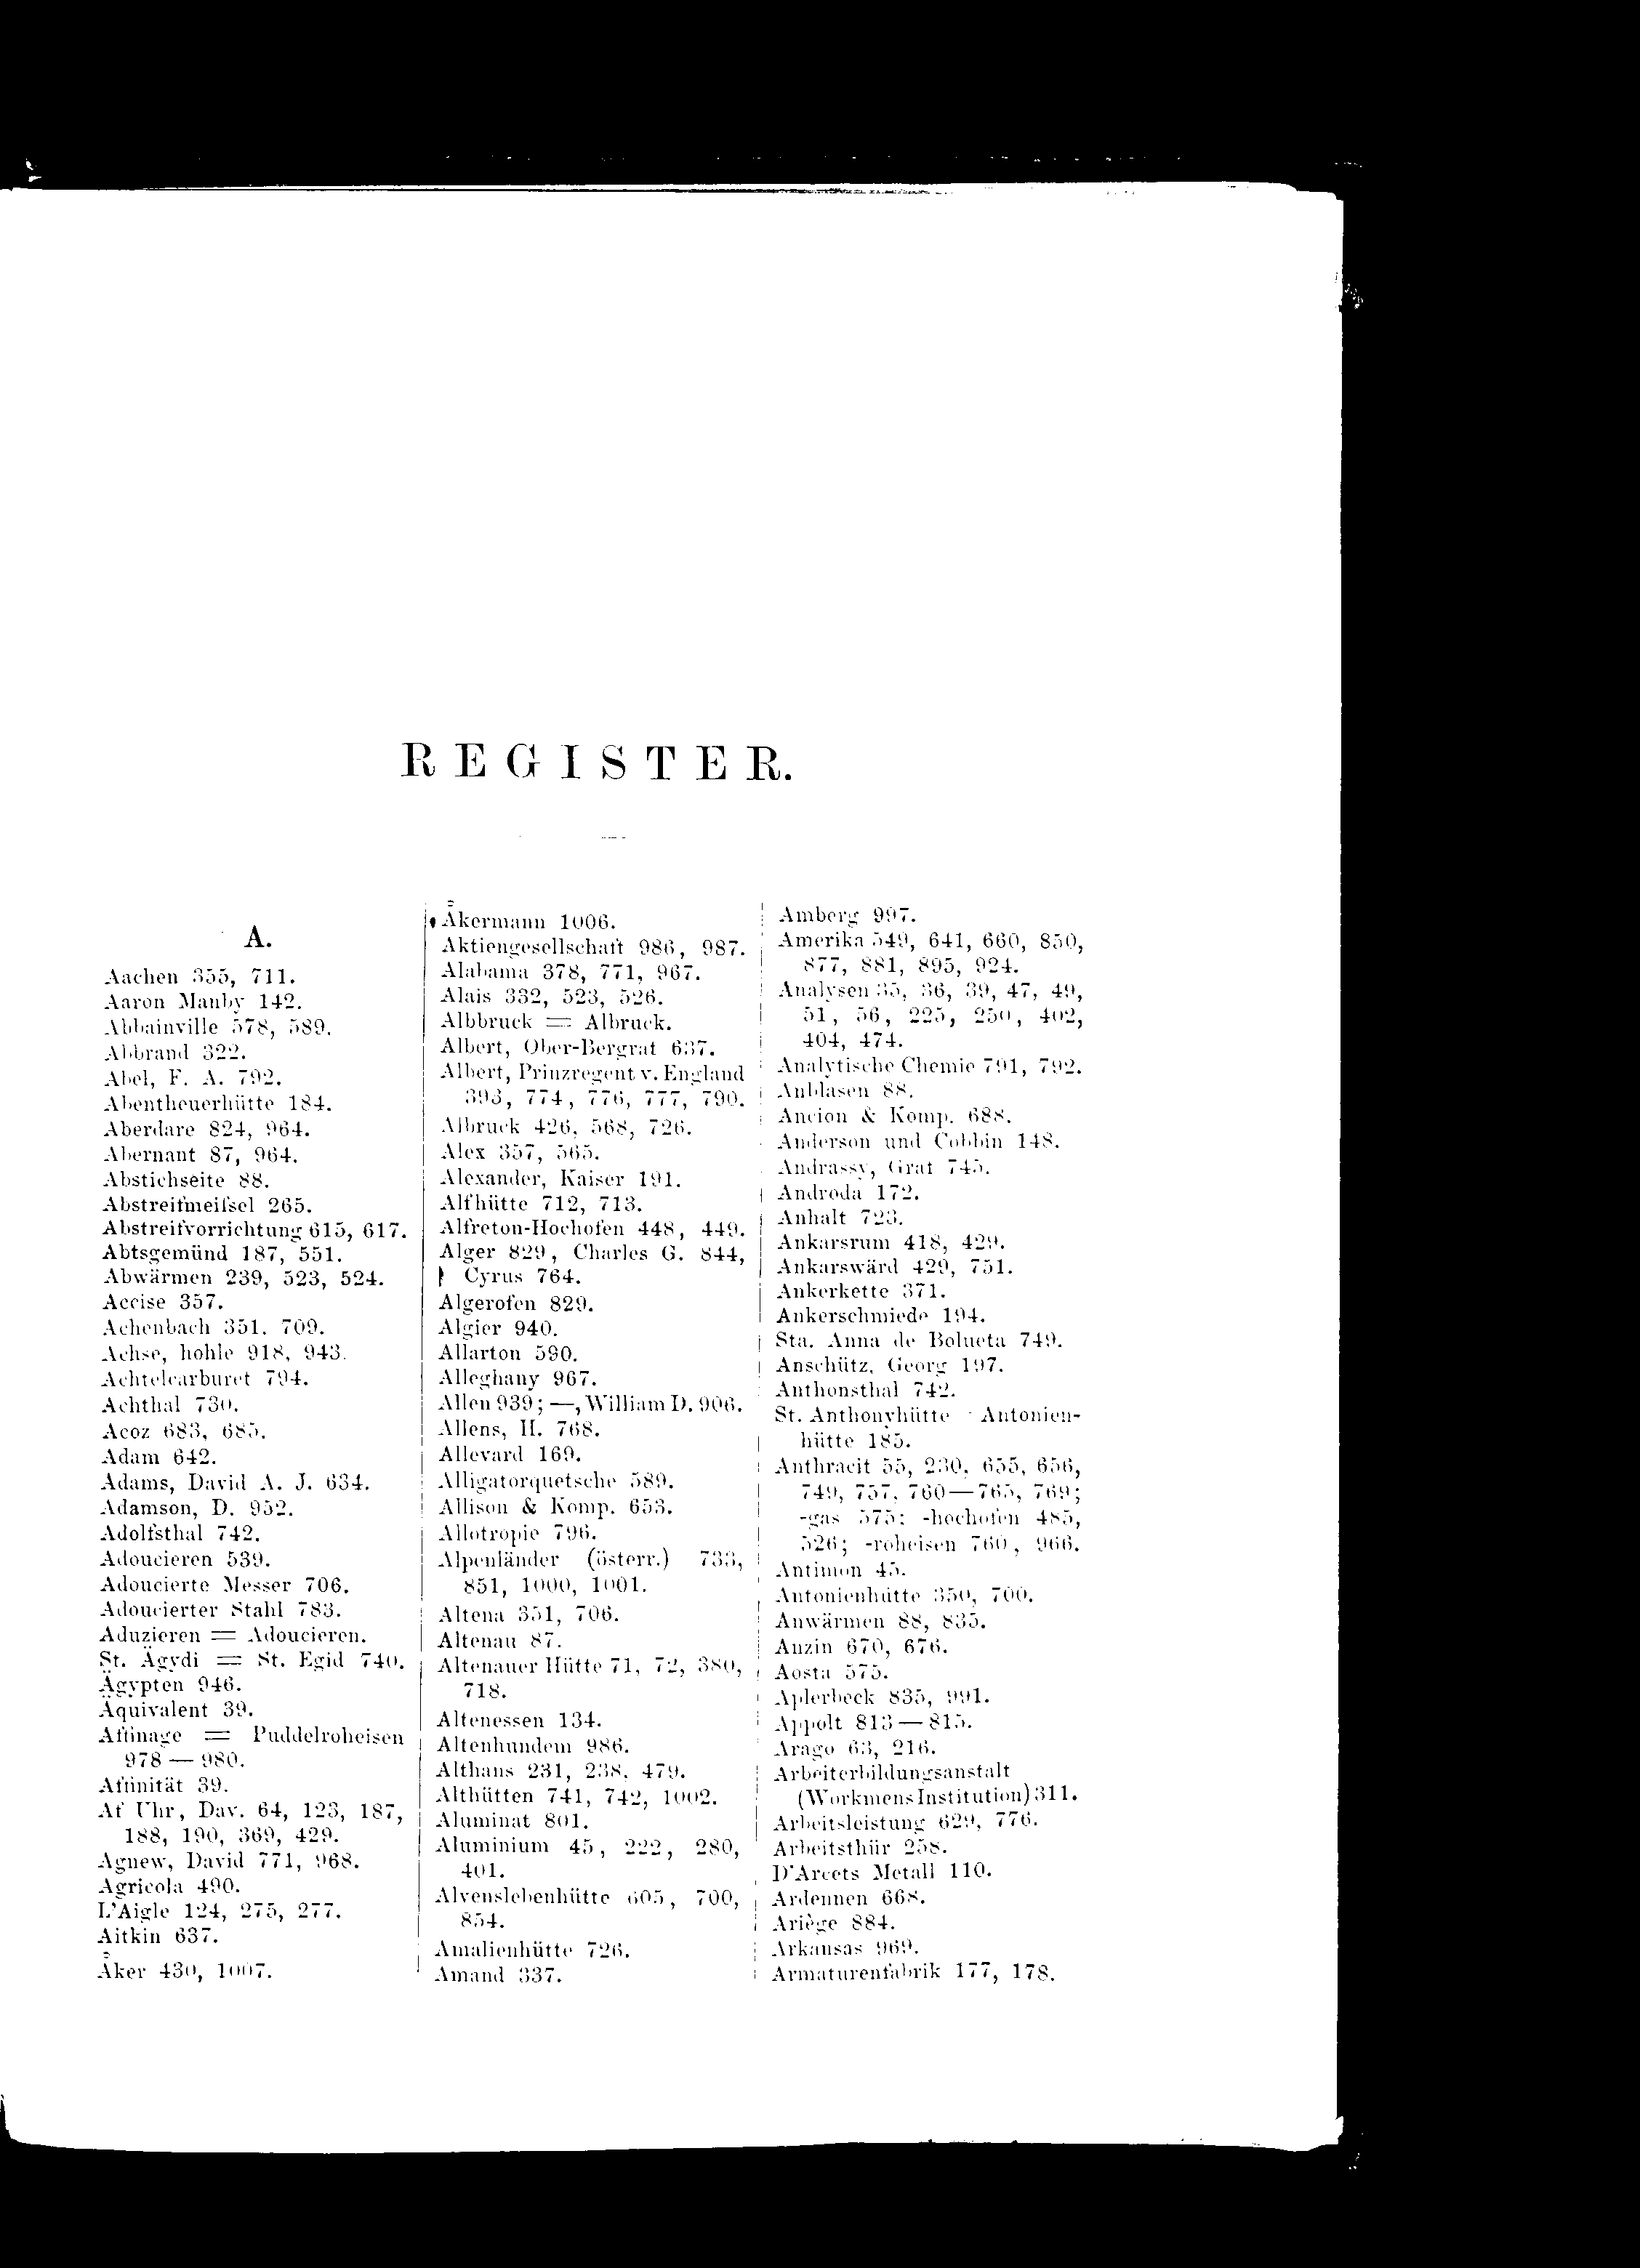 REGISTER.
A.
Aachen 355, 711.
Aaron Manby 142.
Abbainville 578, 589.
Abbrand 322.
Abel, F. A. 792.
Abentheuerhütte 184.
Aberdare 824, 964.
Abernant 87, 964.
Abstichseite 88.
Abstreifmeiſsel 265.
Abstreifvorrichtung 615, 617.
Abtsgemünd 187, 551.
Abwärmen 239, 523, 524.
Accise 357.
Achenbach 351, 709.
Achse, hohle 918, 943.
Achtelcarburet 794.
Achthal 730.
Acoz 683, 685.
Adam 642.
Adams, David A. J. 634.
Adamson, D. 952.
Adolfsthal 742.
Adoucieren 539.
Adoucierte Messer 706.
Adoucierter Stahl 783.
Aduzieren = Adoucieren.
St. Ägydi = St. Egid 740.
Ägypten 946.
Äquivalent 39.
Affinage = Puddelroheisen
978 — 980.
Affinität 39.
Af Uhr, Dav. 64, 123, 187,
188, 190, 369, 429.
Agnew, David 771, 968.
Agricola 490.
L'Aigle 124, 275, 277.
Aitkin 637.
Åker 430, 1007.
Åkermann 1006.
Aktiengesellschaft 986, 987.
Alabama 378, 771, 967.
Alais 332, 523, 526.
Albbruck = Albruck.
Albert, Ober-Bergrat 637.
Albert, Prinzregent v. England
393, 774, 776, 777, 790.
Albruck 426, 568, 726.
Alex 357, 565.
Alexander, Kaiser 191.
Alfhütte 712, 713.
Alfreton-Hochofen 448, 449.
Alger 829, Charles G. 844,
Cyrus 764.
Algerofen 829.
Algier 940.
Allarton 590.
Alleghany 967.
Allen 939; —, William D. 906.
Allens, H. 768.
Allevard 169.
Alligatorquetsche 589.
Allison & Komp. 653.
Allotropie 796.
Alpenländer (österr.) 733,
851, 1000, 1001.
Altena 351, 706.
Altenau 87.
Altenauer Hütte 71, 72, 380,
718.
Altenessen 134.
Altenhundem 986.
Althans 231, 238, 479.
Althütten 741, 742, 1002.
Aluminat 801.
Aluminium 45, 222, 280,
401.
Alvenslebenhütte 605, 700,
854.
Amalienhütte 726.
Amand 337.
Amberg 997.
Amerika 549, 641, 660, 850,
877, 881, 895, 924.
Analysen 35, 36, 39, 47, 49,
51, 56, 225, 250, 402,
404, 474.
Analytische Chemie 791, 792.
Anblasen 88.
Ancion & Komp. 688.
Anderson und Cobbin 148.
Andrassy, Graf 745.
Androda 172.
Anhalt 723.
Ankarsrum 418, 429.
Ankarswärd 429, 751.
Ankerkette 371.
Ankerschmiede 194.
Sta. Anna de Bolueta 749.
Anschütz, Georg 197.
Anthonsthal 742.
St. Anthonyhütte Antonien-
hütte 185.
Anthracit 55, 230, 655, 656,
749, 757, 760 — 765, 769;
-gas 575; -hochofen 485,
526; -roheisen 760, 966.
Antimon 45.
Antonienhütte 350, 700.
Anwärmen 88, 835.
Anzin 670, 676.
Aosta 575.
Aplerbeck 835, 991.
Appolt 813 — 815.
Arago 63, 216.
Arbeiterbildungsanstalt
(Workmens Institution) 311.
Arbeitsleistung 629, 776.
Arbeitsthür 258.
D'Arcets Metall 110.
Ardennen 668.
Ariège 884.
Arkansas 969.
Armaturenfabrik 177, 178.